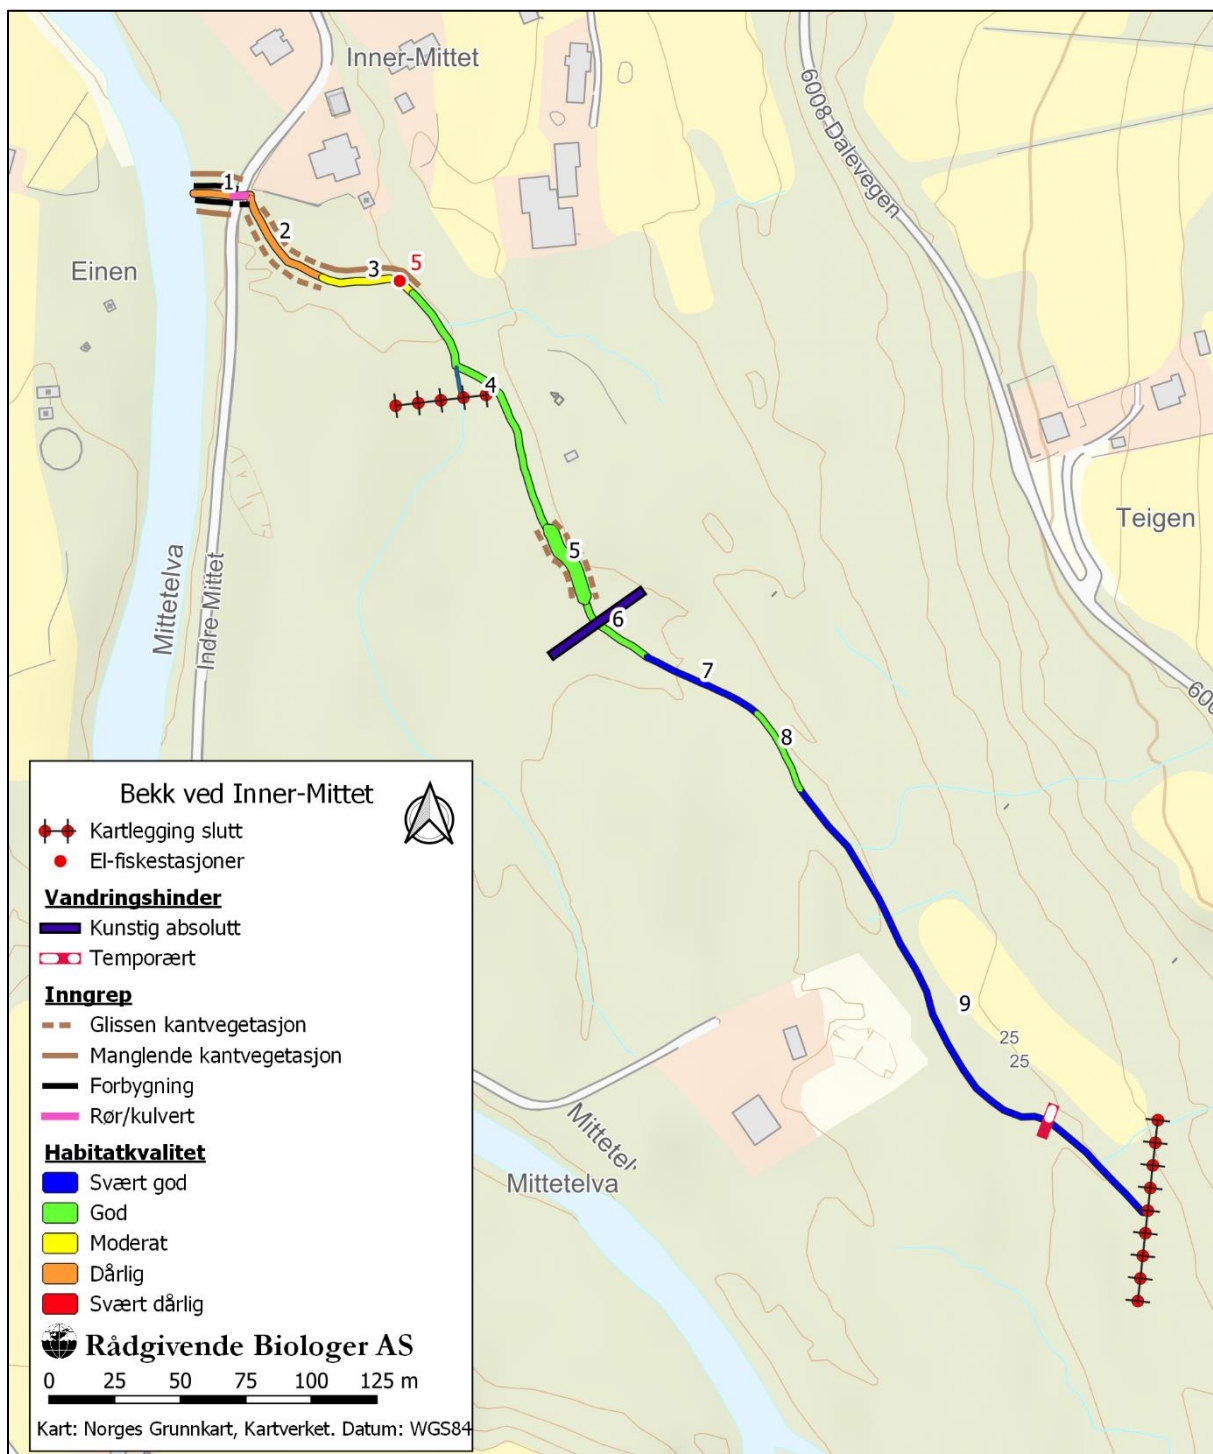 Inner-Mittet
6008 Dalevegen
1
2
Einen
3
5
4
Teigen
5
Mittetelva
Indre-Mittet
6
7
600
8
9
25
25
Mittetel
Mittetelva
Bekk ved Inner-Mittet
Kartlegging slutt
El-fiskestasjoner
Vandringshinder
Kunstig absolutt
Temporært
Inngrep
Glissen kantvegetasjon
Manglende kantvegetasjon
Forbygning
Rør/kulvert
Habitatkvalitet
Svært god
God
Moderat
Dårlig
Svært dårlig
Rådgivende Biologer AS
0 25 50 75 100 125 m
Kart: Norges Grunnkart, Kartverket. Datum: WGS84